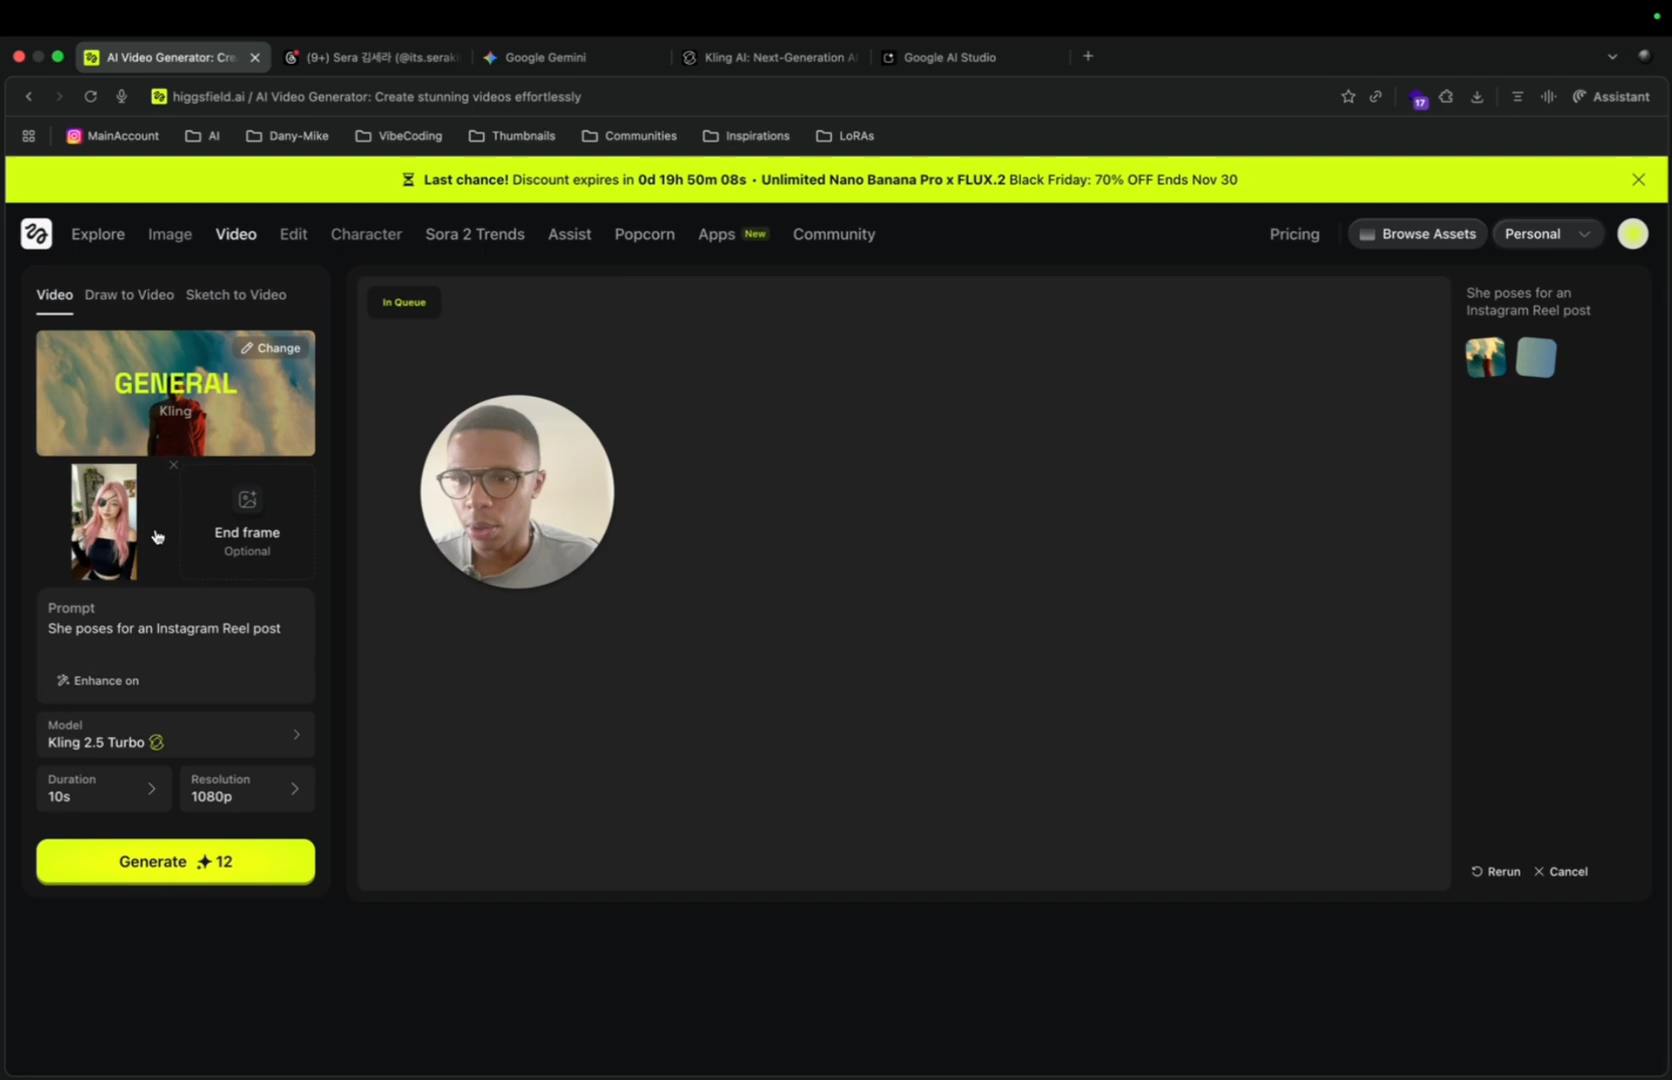 AI Video Generator: Cre
(9+) Sera 김세라 (@its.seraki
Google Gemini
Kling AI: Next-Generation AI
Google AI Studio
higgsfield.ai / AI Video Generator: Create stunning videos effortlessly
17
Assistant
MainAccount
AI
Dany-Mike
VibeCoding
Thumbnails
Communities
Inspirations
LoRAs
Last chance! Discount expires in 0d 19h 50m 08s • Unlimited Nano Banana Pro x FLUX.2 Black Friday: 70% OFF Ends Nov 30
Explore
Image
Video
Edit
Character
Sora 2 Trends
Assist
Popcorn
Apps New
Community
Pricing
Browse Assets
Personal
Video
Draw to Video
Sketch to Video
Change
GENERAL
Kling
End frame
Optional
Prompt
She poses for an Instagram Reel post
Enhance on
Model
Kling 2.5 Turbo
Duration
10s
Resolution
1080p
Generate 12
In Queue
She poses for an
Instagram Reel post
Rerun
Cancel